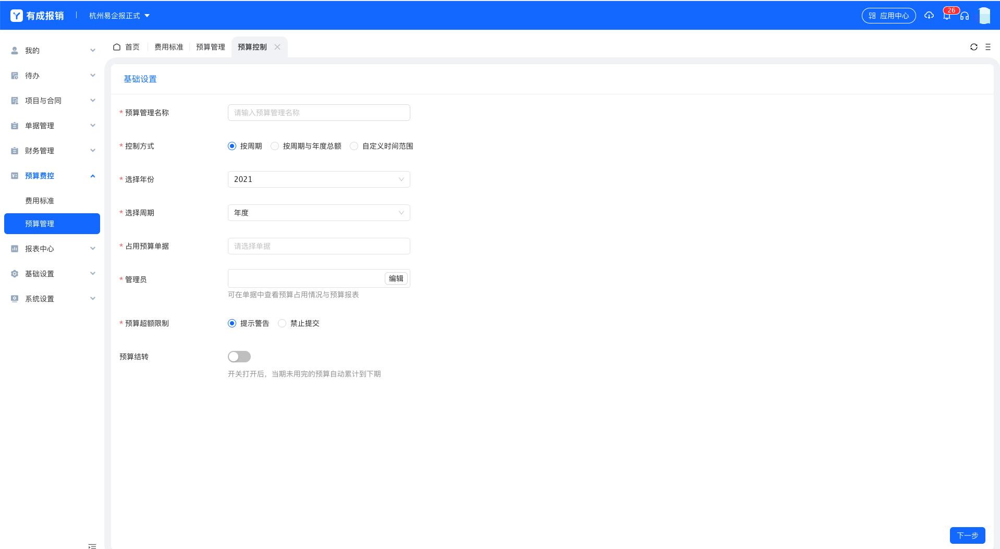 有成报销
杭州易企报正式
应用中心
26
我的
待办
项目与合同
单据管理
财务管理
预算费控
费用标准
预算管理
报表中心
基础设置
系统设置
首页
费用标准
预算管理
预算控制
基础设置
* 预算管理名称
请输入预算管理名称
* 控制方式
按周期
按周期与年度总额
自定义时间范围
* 选择年份
2021
* 选择周期
年度
* 占用预算单据
请选择单据
* 管理员
编辑
可在单据中查看预算占用情况与预算报表
* 预算超额限制
提示警告
禁止提交
预算结转
开关打开后，当期未用完的预算自动累计到下期
下一步